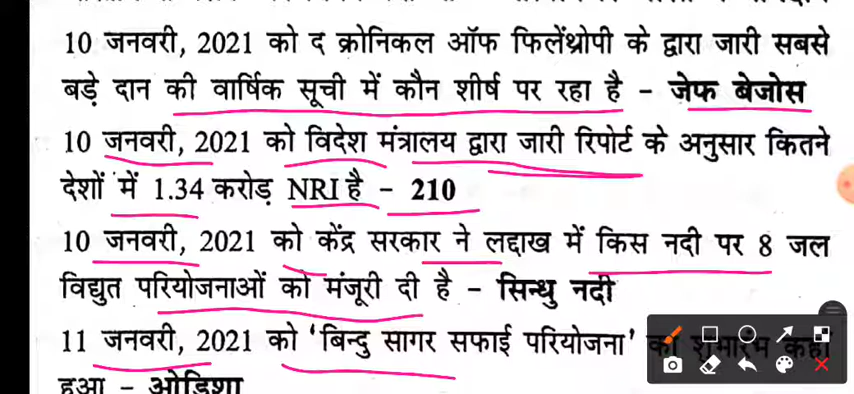 10 जनवरी, 2021 को द क्रोनिकल ऑफ फिलेंथ्रोपी के द्वारा जारी सबसे
बड़े दान की वार्षिक सूची में कौन शीर्ष पर रहा है – जेफ बेजोस
10 जनवरी, 2021 को विदेश मंत्रालय द्वारा जारी रिपोर्ट के अनुसार कितने
देशों में 1.34 करोड़ NRI है – 210
10 जनवरी, 2021 को केंद्र सरकार ने लद्दाख में किस नदी पर 8 जल
विद्युत परियोजनाओं को मंजूरी दी है – सिन्धु नदी
11 जनवरी, 2021 को ‘बिन्दु सागर सफाई परियोजना’ का शुभारंभ कहां
हुआ – ओडिशा